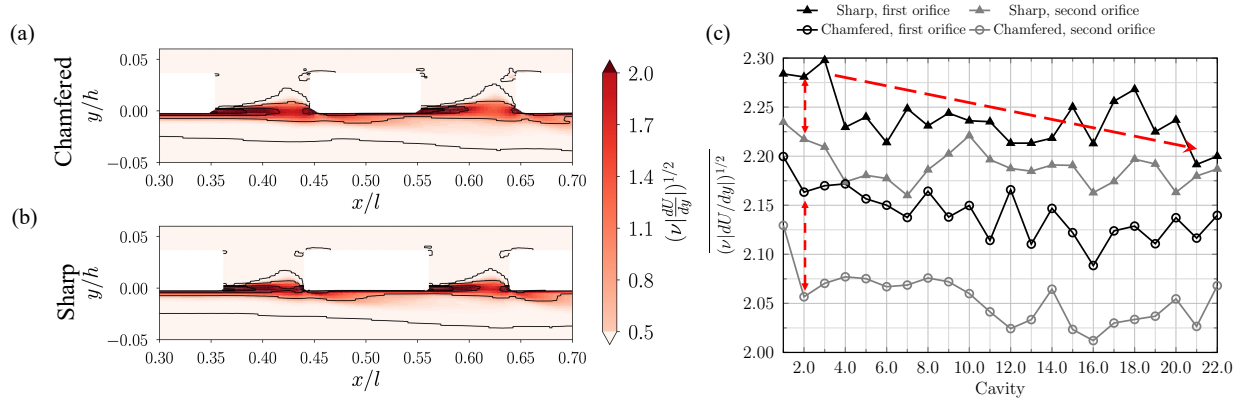 (a)
Chamfered
y/h
0.05
0.00
−0.05
0.30 0.35 0.40 0.45 0.50 0.55 0.60 0.65 0.70
x/l
(b)
Sharp
y/h
0.05
0.00
−0.05
0.30 0.35 0.40 0.45 0.50 0.55 0.60 0.65 0.70
x/l
2.0
1.7
1.4
1.1
0.8
0.5
(ν|dU/dy|)^1/2
(c)
Sharp, first orifice Sharp, second orifice
Chamfered, first orifice Chamfered, second orifice
(ν|dU/dy|)^1/2
2.30
2.25
2.20
2.15
2.10
2.05
2.00
2.0 4.0 6.0 8.0 10.0 12.0 14.0 16.0 18.0 20.0 22.0
Cavity